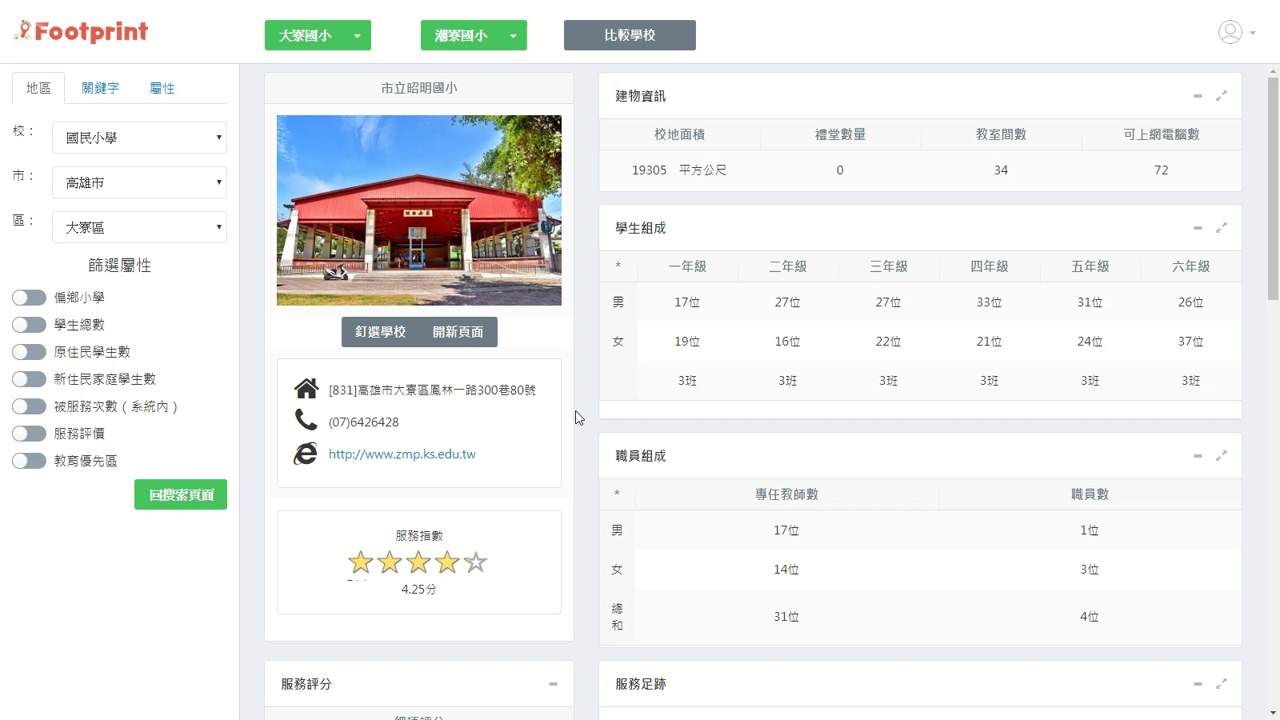 Footprint
大寮國小
潮寮國小
比較學校
地區 關鍵字 屬性
校： 國民小學
市： 高雄市
區： 大寮區
篩選屬性
偏鄉小學
學生總數
原住民學生數
新住民家庭學生數
被服務次數（系統內）
服務評價
教育優先區
回搜索頁面
市立昭明國小
釘選學校 開新頁面
[831]高雄市大寮區鳳林一路300巷80號
(07)6426428
http://www.zmp.ks.edu.tw
服務指數
4.25分
服務評分
建物資訊
校地面積 禮堂數量 教室間數 可上網電腦數
19305 平方公尺 0 34 72
學生組成
* 一年級 二年級 三年級 四年級 五年級 六年級
男 17位 27位 27位 33位 31位 26位
女 19位 16位 22位 21位 24位 37位
3班 3班 3班 3班 3班 3班
職員組成
* 專任教師數 職員數
男 17位 1位
女 14位 3位
總和 31位 4位
服務足跡